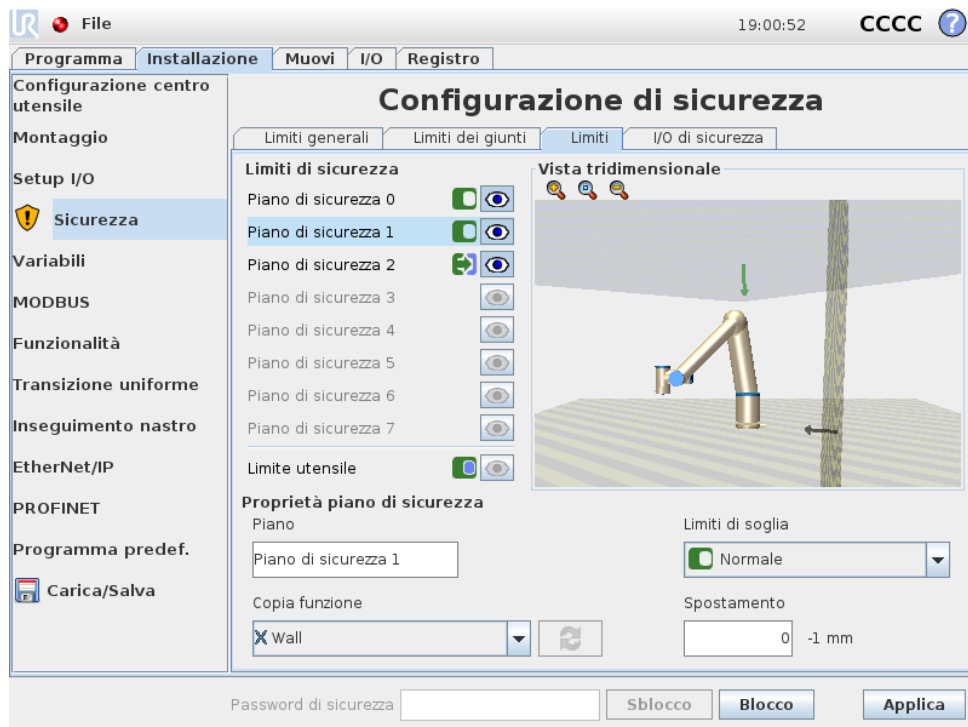 UR File 19:00:52 CCCC ?
Programma Installazione Muovi I/O Registro
Configurazione centro
utensile
Montaggio
Setup I/O
Sicurezza
Variabili
MODBUS
Funzionalità
Transizione uniforme
Inseguimento nastro
EtherNet/IP
PROFINET
Programma predef.
Carica/Salva
Configurazione di sicurezza
Limiti generali Limiti dei giunti Limiti I/O di sicurezza
Limiti di sicurezza
Piano di sicurezza 0
Piano di sicurezza 1
Piano di sicurezza 2
Piano di sicurezza 3
Piano di sicurezza 4
Piano di sicurezza 5
Piano di sicurezza 6
Piano di sicurezza 7
Limite utensile
Vista tridimensionale
Proprietà piano di sicurezza
Piano
Piano di sicurezza 1
Limiti di soglia
Normale
Copia funzione
Wall
Spostamento
0 -1 mm
Password di sicurezza Sblocco Blocco Applica